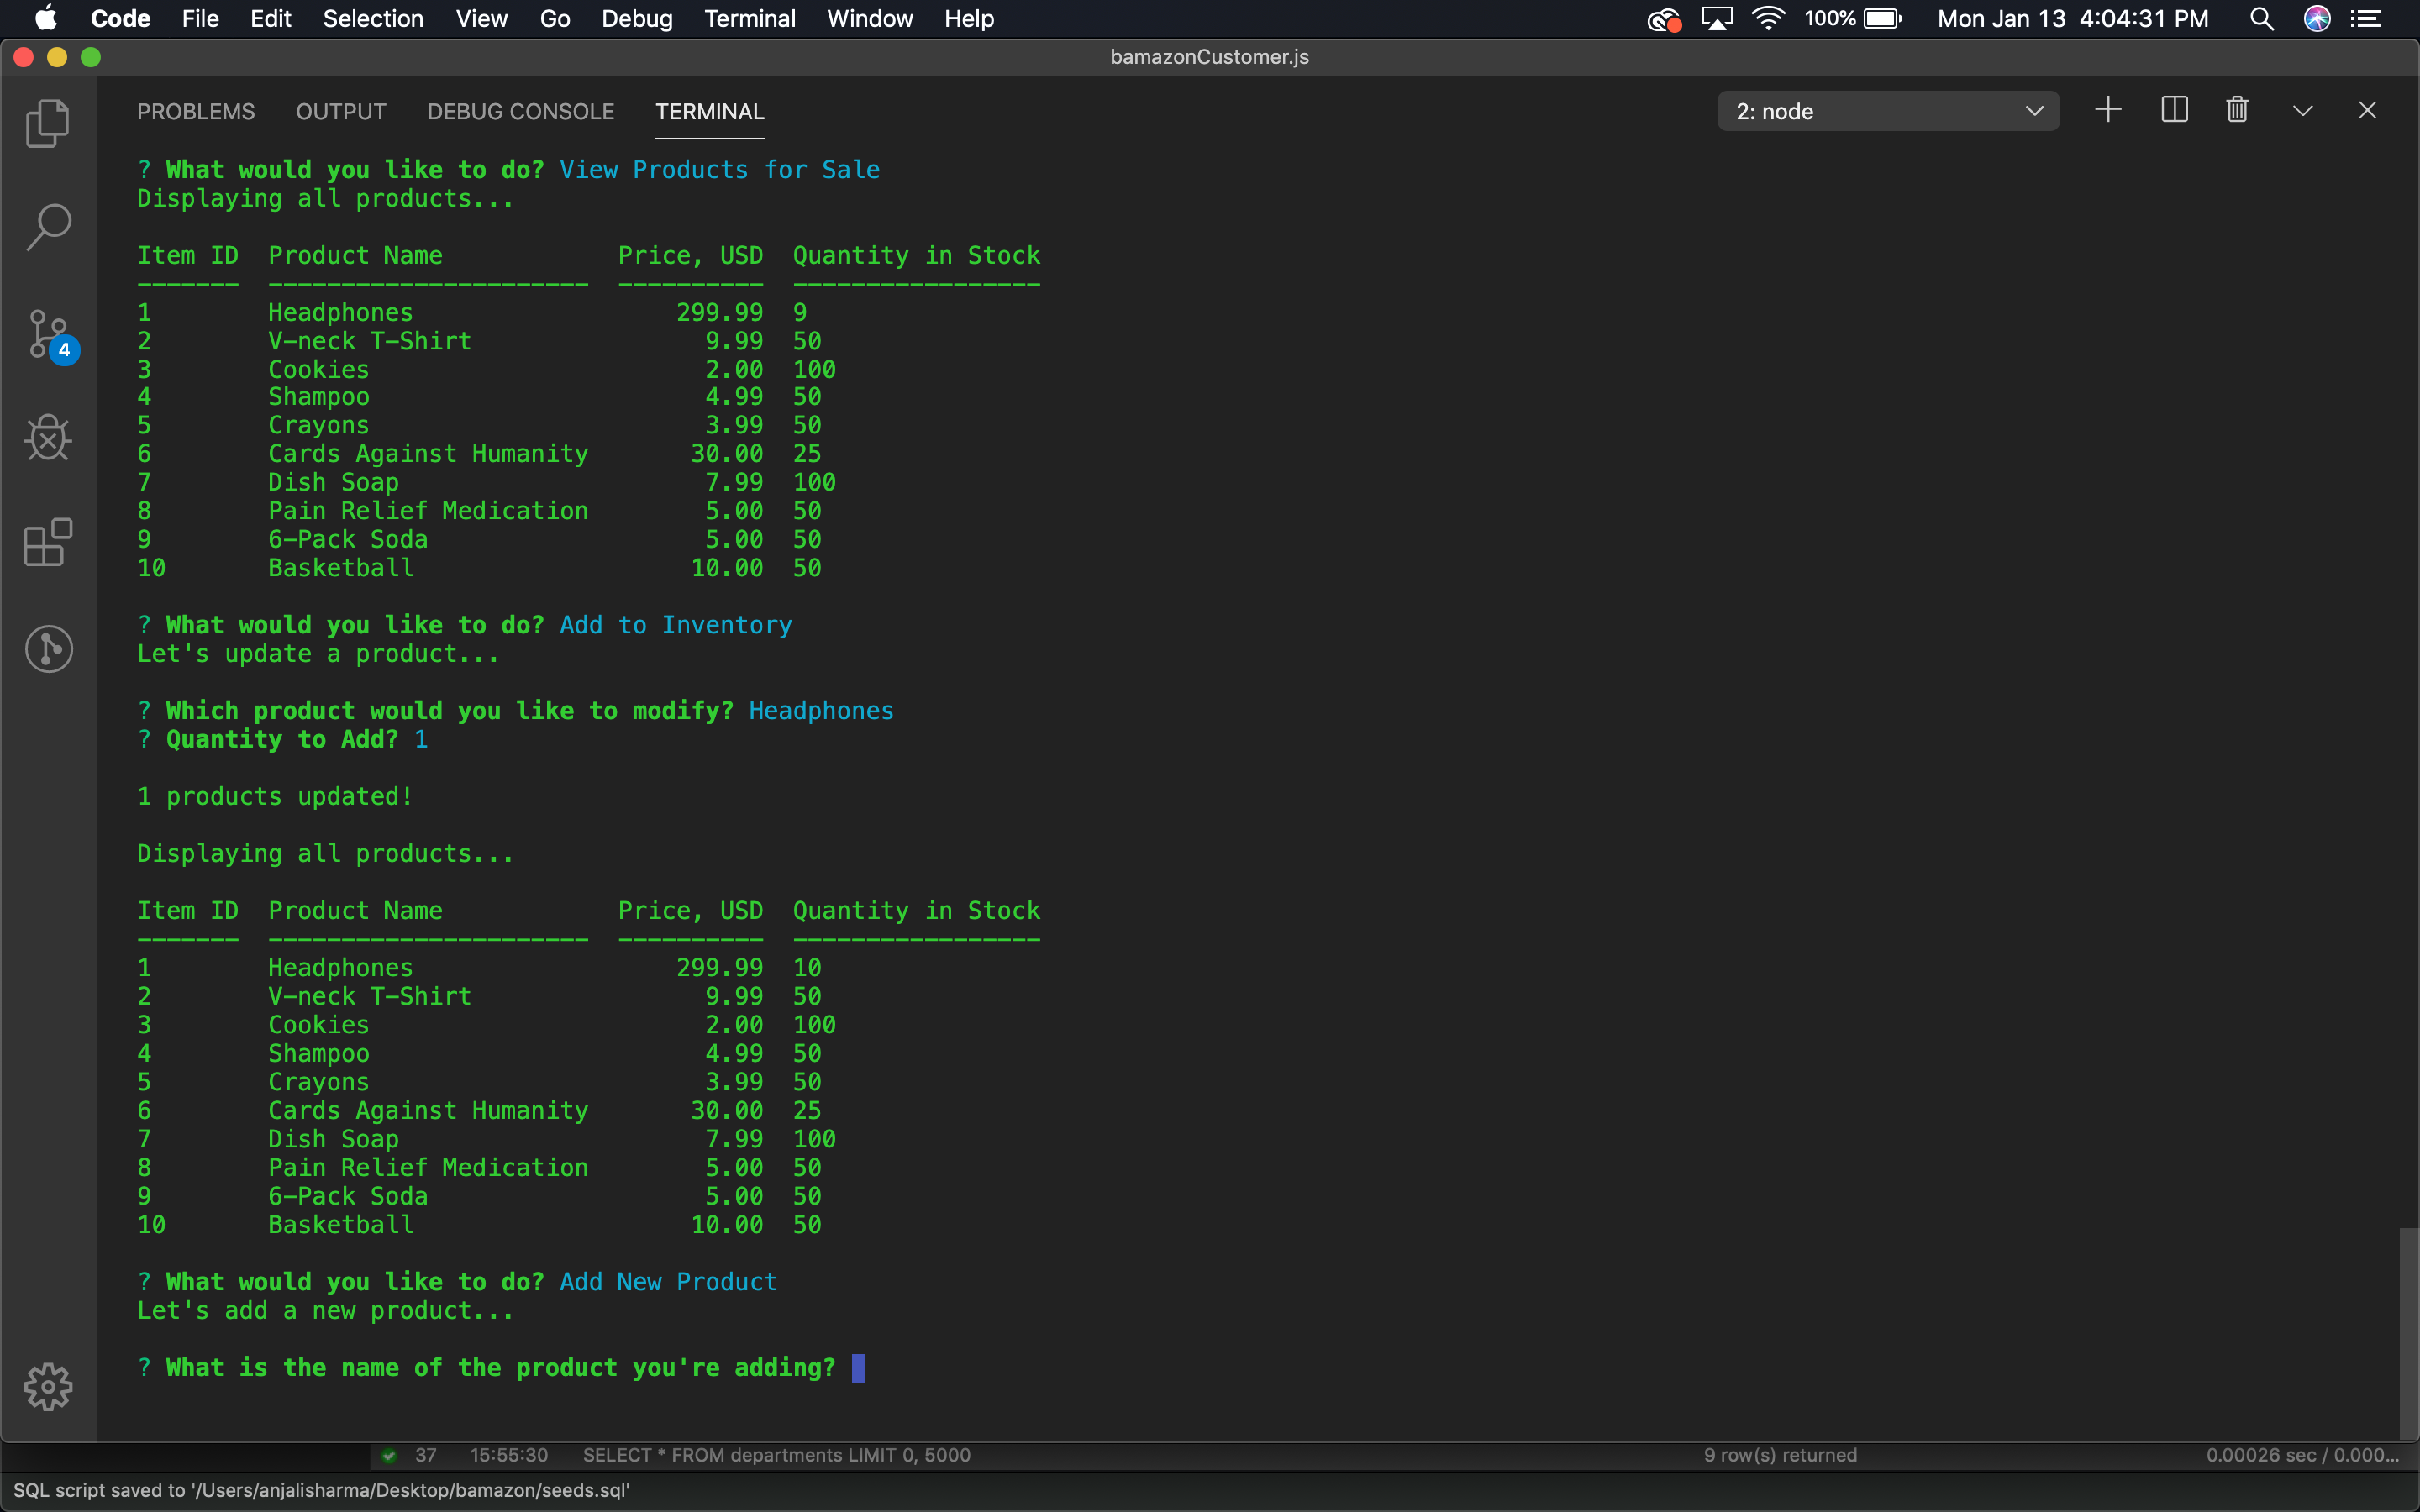 Code File Edit Selection View Go Debug Terminal Window Help 100% Mon Jan 13 4:04:31 PM
bamazonCustomer.js
PROBLEMS OUTPUT DEBUG CONSOLE TERMINAL 2: node
? What would you like to do? View Products for Sale
Displaying all products...
Item ID Product Name Price, USD Quantity in Stock
------- ---------------------- ---------- -----------------
1 Headphones 299.99 9
2 V-neck T-Shirt 9.99 50
3 Cookies 2.00 100
4 Shampoo 4.99 50
5 Crayons 3.99 50
6 Cards Against Humanity 30.00 25
7 Dish Soap 7.99 100
8 Pain Relief Medication 5.00 50
9 6-Pack Soda 5.00 50
10 Basketball 10.00 50
? What would you like to do? Add to Inventory
Let's update a product...
? Which product would you like to modify? Headphones
? Quantity to Add? 1
1 products updated!
Displaying all products...
Item ID Product Name Price, USD Quantity in Stock
------- ---------------------- ---------- -----------------
1 Headphones 299.99 10
2 V-neck T-Shirt 9.99 50
3 Cookies 2.00 100
4 Shampoo 4.99 50
5 Crayons 3.99 50
6 Cards Against Humanity 30.00 25
7 Dish Soap 7.99 100
8 Pain Relief Medication 5.00 50
9 6-Pack Soda 5.00 50
10 Basketball 10.00 50
? What would you like to do? Add New Product
Let's add a new product...
? What is the name of the product you're adding?
4
37 15:55:30 SELECT * FROM departments LIMIT 0, 5000 9 row(s) returned 0.00026 sec / 0.000...
SQL script saved to '/Users/anjalisharma/Desktop/bamazon/seeds.sql'